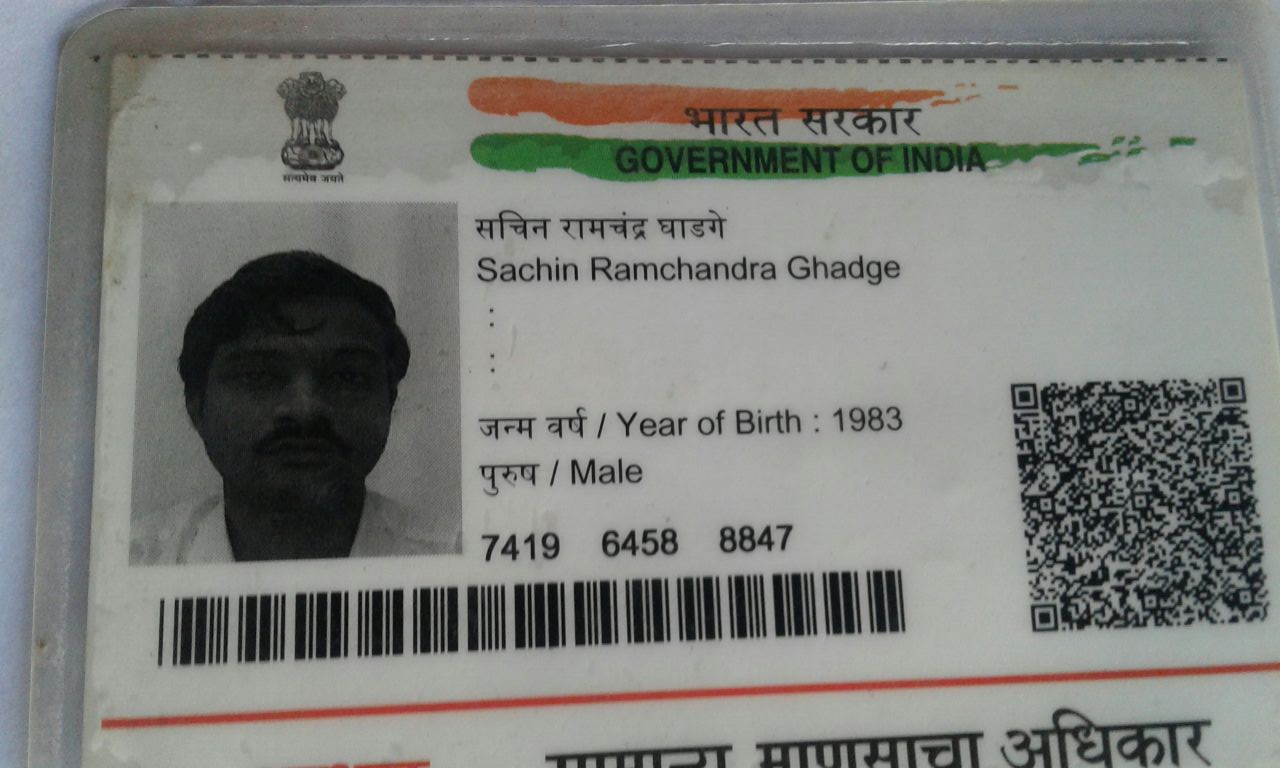 सत्यमेव जयते
भारत सरकार
GOVERNMENT OF INDIA
सचिन रामचंद्र घाडगे
Sachin Ramchandra Ghadge
:
:
जन्म वर्ष / Year of Birth : 1983
पुरुष / Male
7419 6458 8847
माणसाचा अधिकार